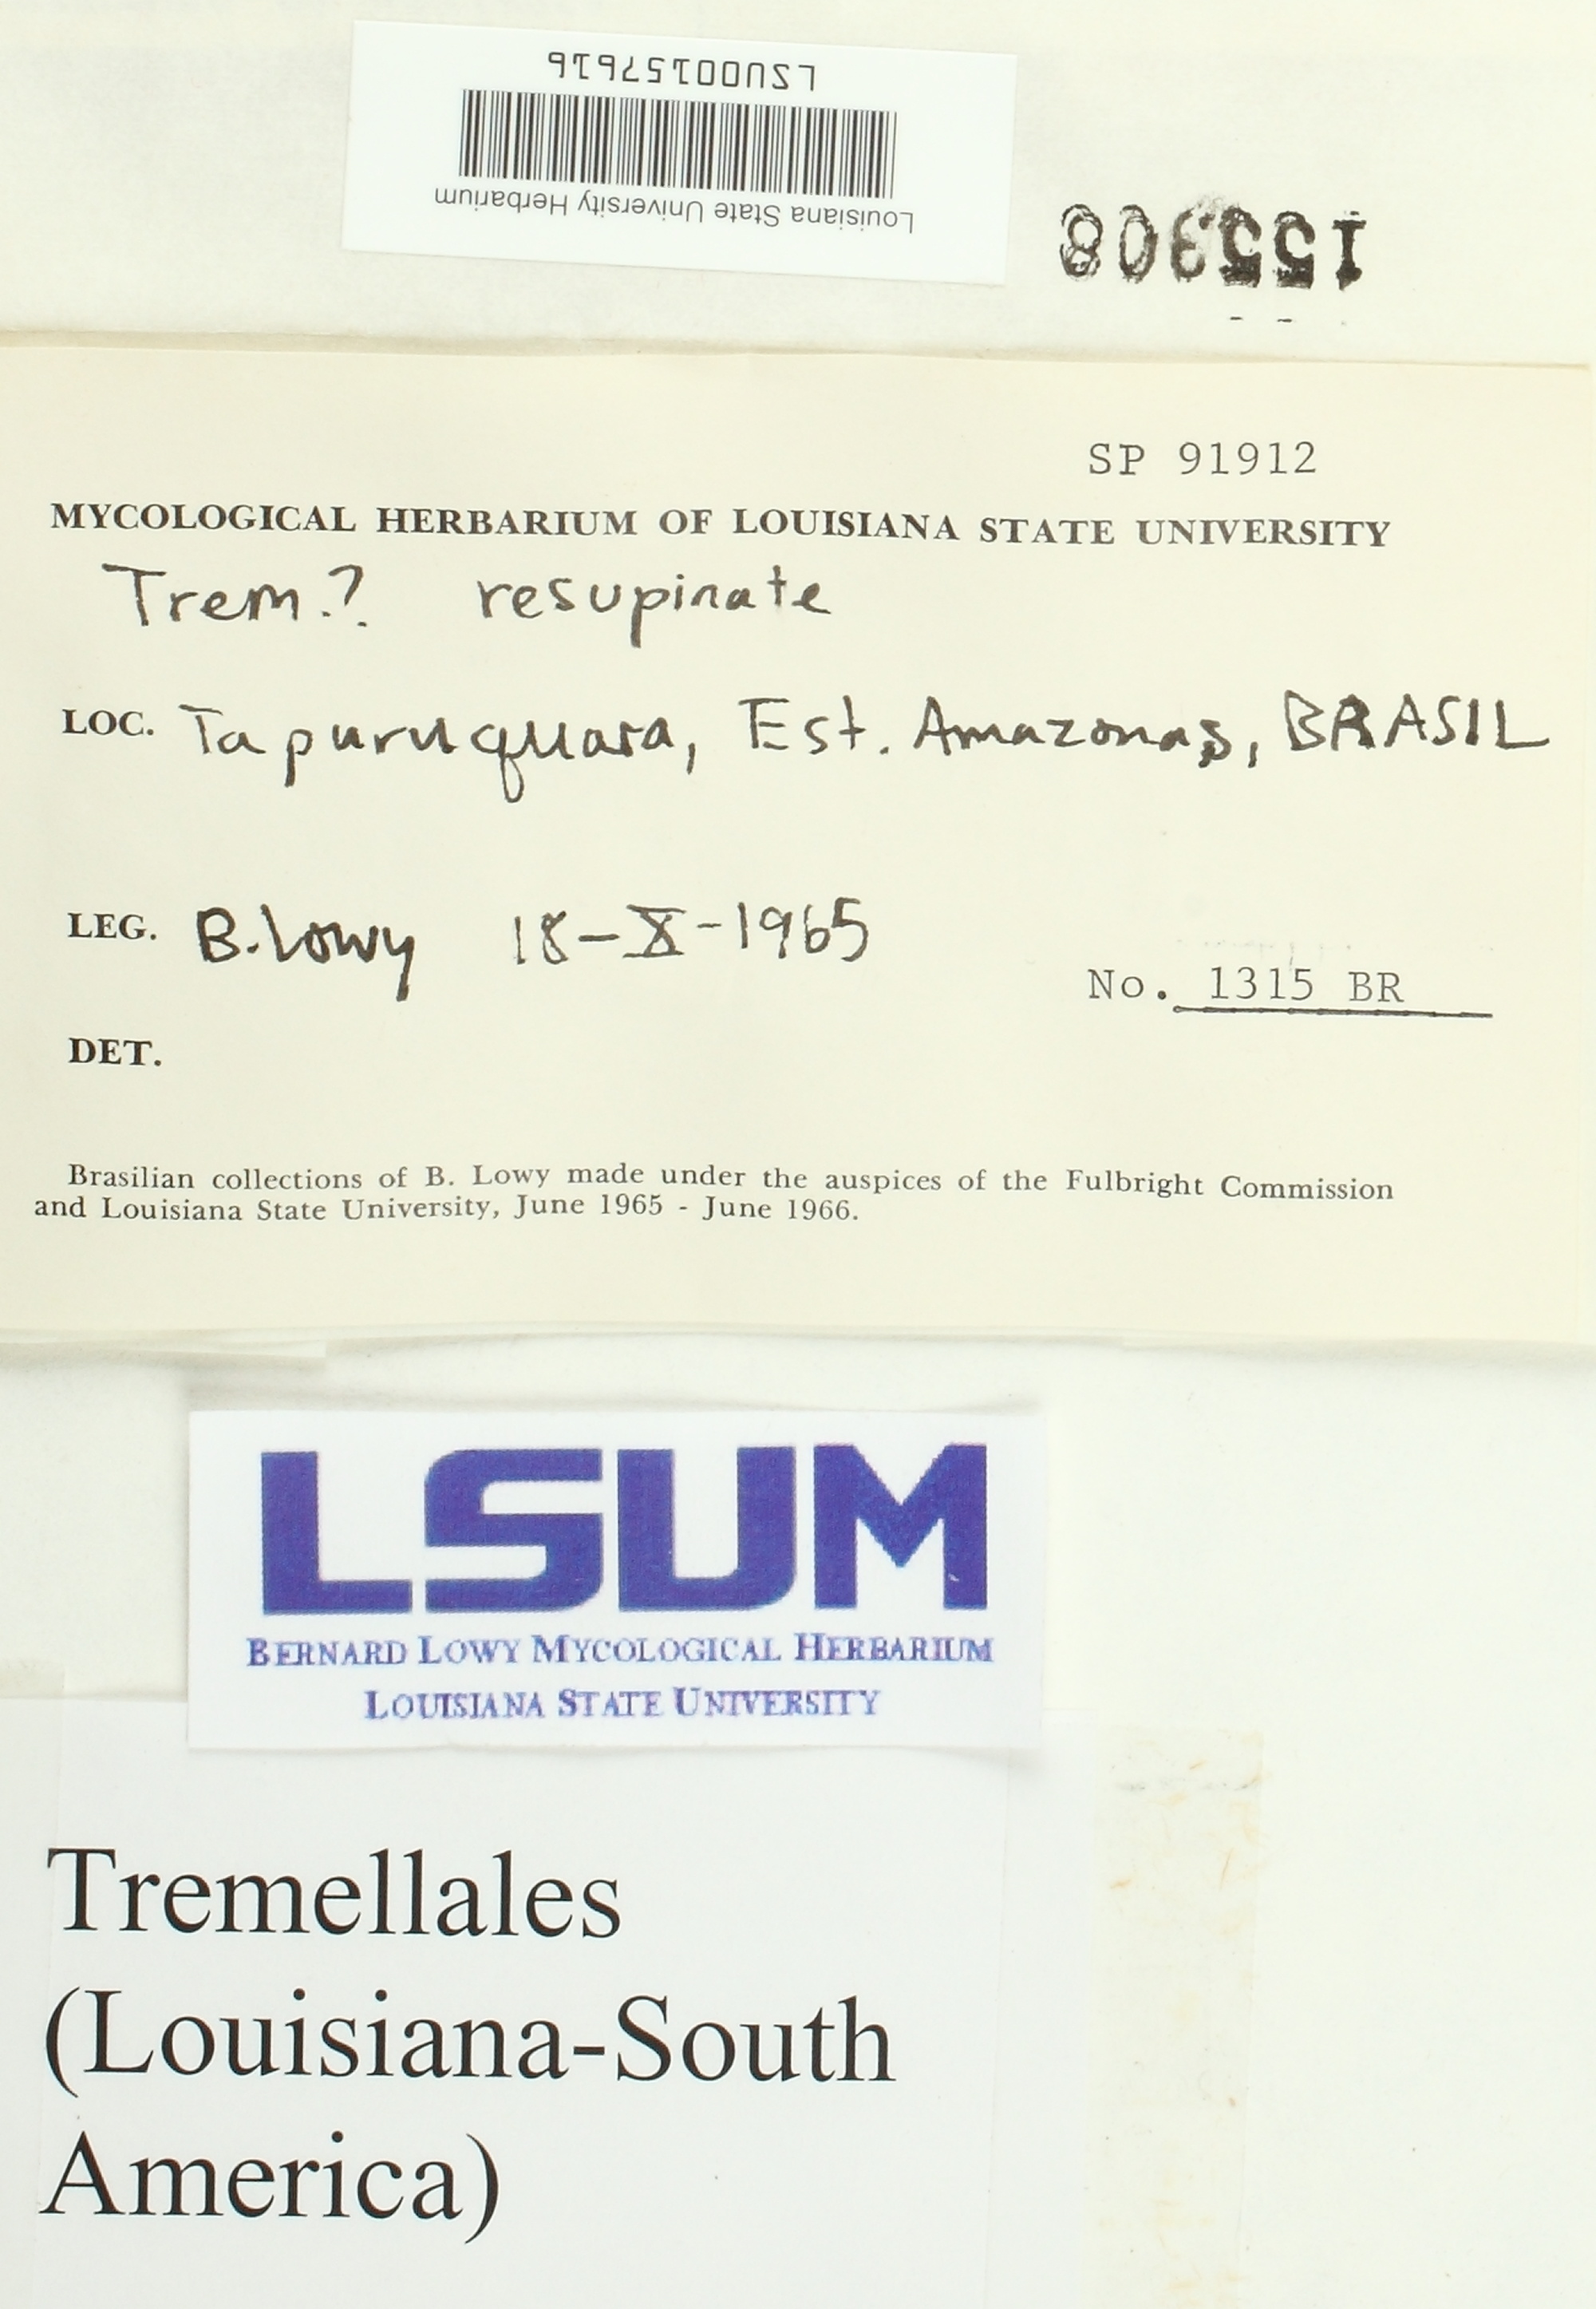 LSU00157616
Louisiana State University Herbarium
SP 91912
MYCOLOGICAL HERBARIUM OF LOUISIANA STATE UNIVERSITY
Trem.? resupinate
LOC. Tapuruquara, Est. Amazonas, BRASIL
LEG. B. Lowy 18-X-1965
No. 1315 BR
DET.
Brasilian collections of B. Lowy made under the auspices of the Fulbright Commission
and Louisiana State University, June 1965 - June 1966.
LSUM
BERNARD LOWY MYCOLOGICAL HERBARIUM
LOUISIANA STATE UNIVERSITY
Tremellales
(Louisiana-South
America)